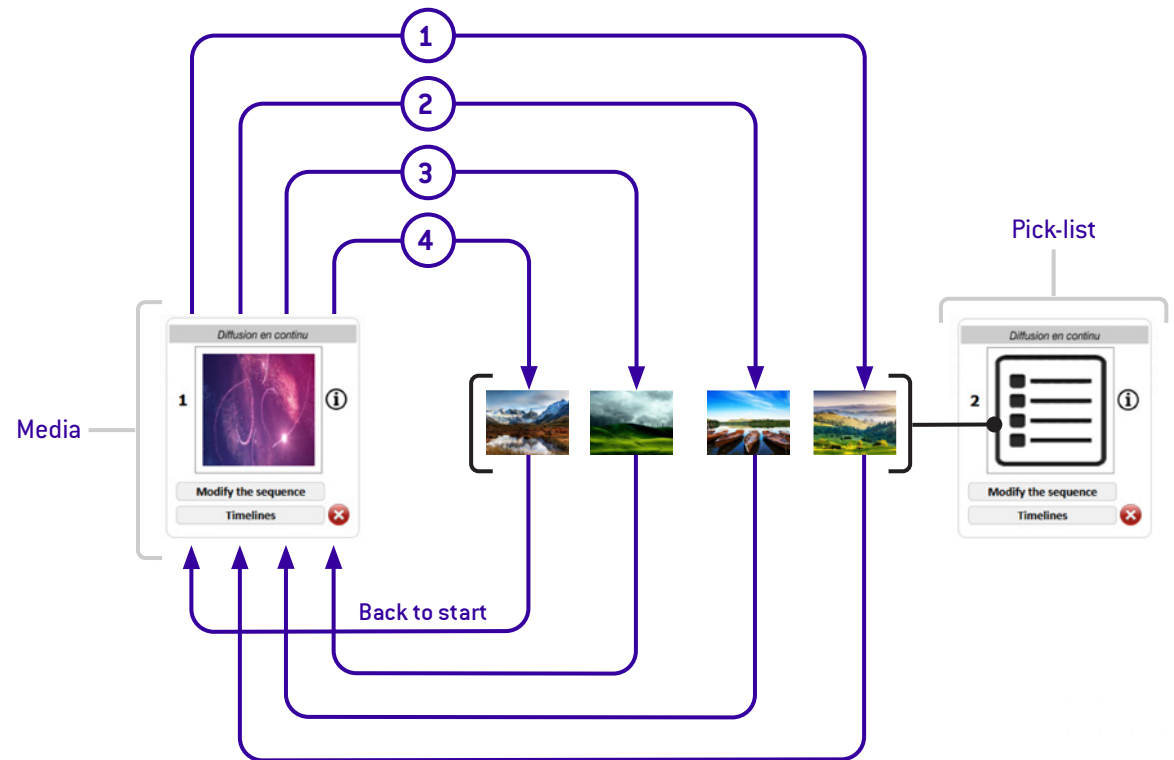 1
2
3
4
Pick-list
Media
Diffusion en continu
1
i
Modify the sequence
Timelines
Diffusion en continu
2
i
Modify the sequence
Timelines
Back to start